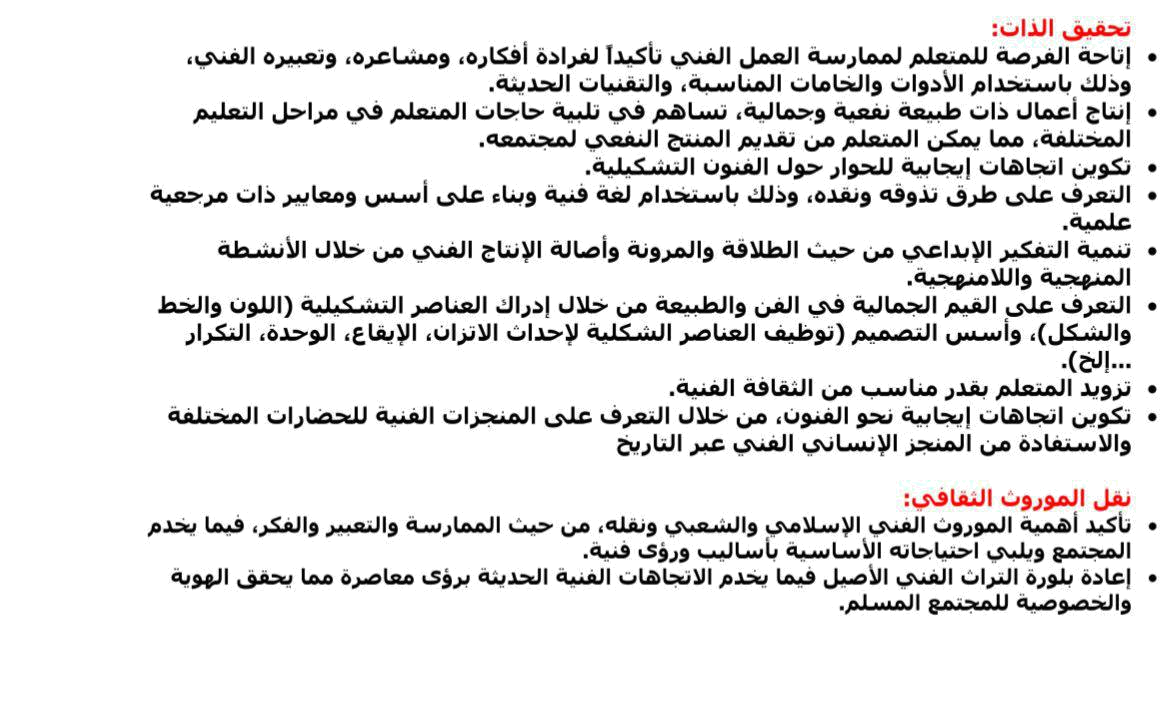 تحقيق الذات:
• إتاحة الفرصة للمتعلم لممارسة العمل الفني تأكيداً لفرادة أفكاره، ومشاعره، وتعبيره الفني،
وذلك باستخدام الأدوات والخامات المناسبة، والتقنيات الحديثة.
• إنتاج أعمال ذات طبيعة نفعية وجمالية، تساهم في تلبية حاجات المتعلم في مراحل التعليم
المختلفة، مما يمكن المتعلم من تقديم المنتج النفعي لمجتمعه.
• تكوين اتجاهات إيجابية للحوار حول الفنون التشكيلية.
• التعرف على طرق تذوقه ونقده، وذلك باستخدام لغة فنية وبناء على أسس ومعايير ذات مرجعية
علمية.
• تنمية التفكير الإبداعي من حيث الطلاقة والمرونة وأصالة الإنتاج الفني من خلال الأنشطة
المنهجية واللامنهجية.
• التعرف على القيم الجمالية في الفن والطبيعة من خلال إدراك العناصر التشكيلية (اللون والخط
والشكل)، وأسس التصميم (توظيف العناصر الشكلية لإحداث الاتزان، الإيقاع، الوحدة، التكرار
...إلخ).
• تزويد المتعلم بقدر مناسب من الثقافة الفنية.
• تكوين اتجاهات إيجابية نحو الفنون، من خلال التعرف على المنجزات الفنية للحضارات المختلفة
والاستفادة من المنجز الإنساني الفني عبر التاريخ
نقل الموروث الثقافي:
• تأكيد أهمية الموروث الفني الإسلامي والشعبي ونقله، من حيث الممارسة والتعبير والفكر، فيما يخدم
المجتمع ويلبي احتياجاته الأساسية بأساليب ورؤى فنية.
• إعادة بلورة التراث الفني الأصيل فيما يخدم الاتجاهات الفنية الحديثة برؤى معاصرة مما يحقق الهوية
والخصوصية للمجتمع المسلم.